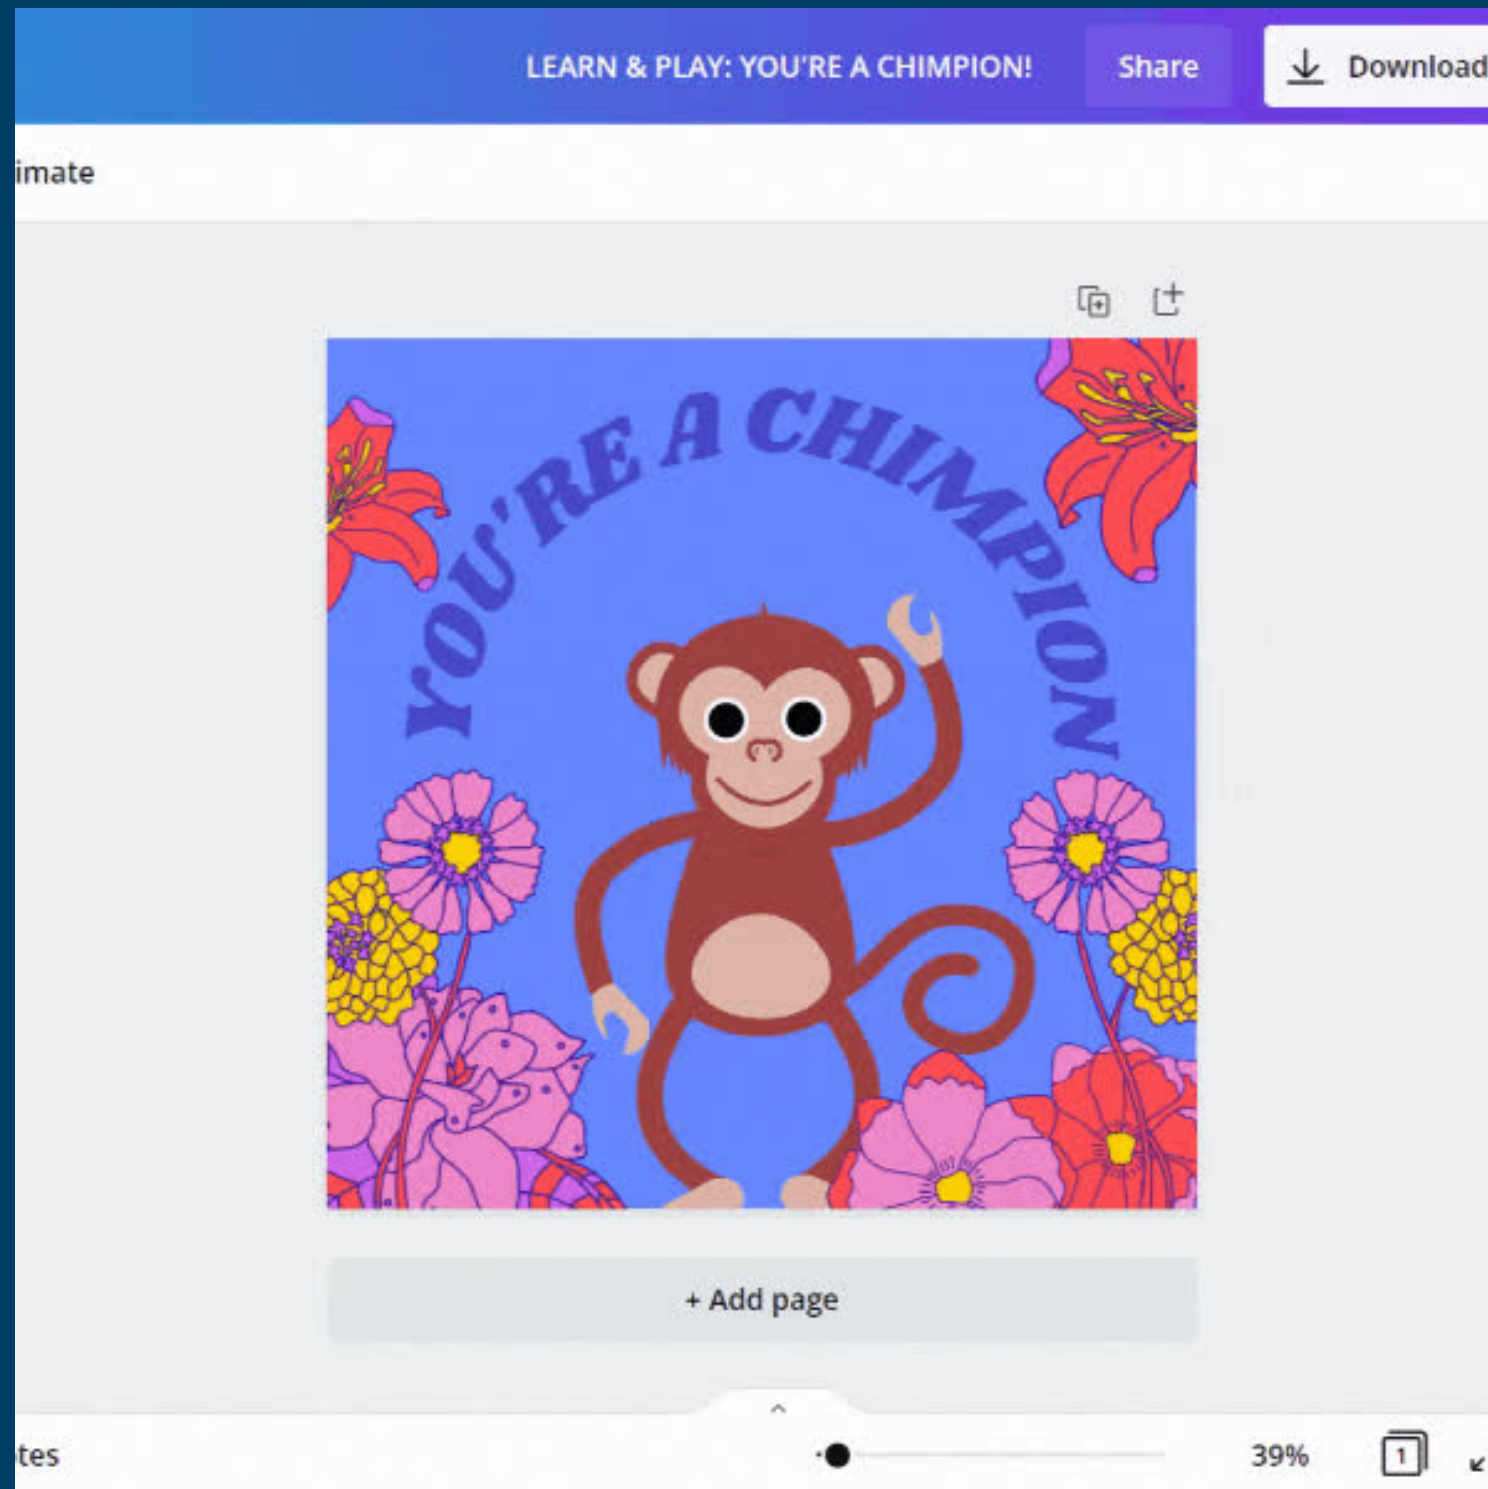 LEARN & PLAY: YOU'RE A CHIMPION!
Share
Download
imate
YOU'RE A CHIMPION
+ Add page
tes
39%
1